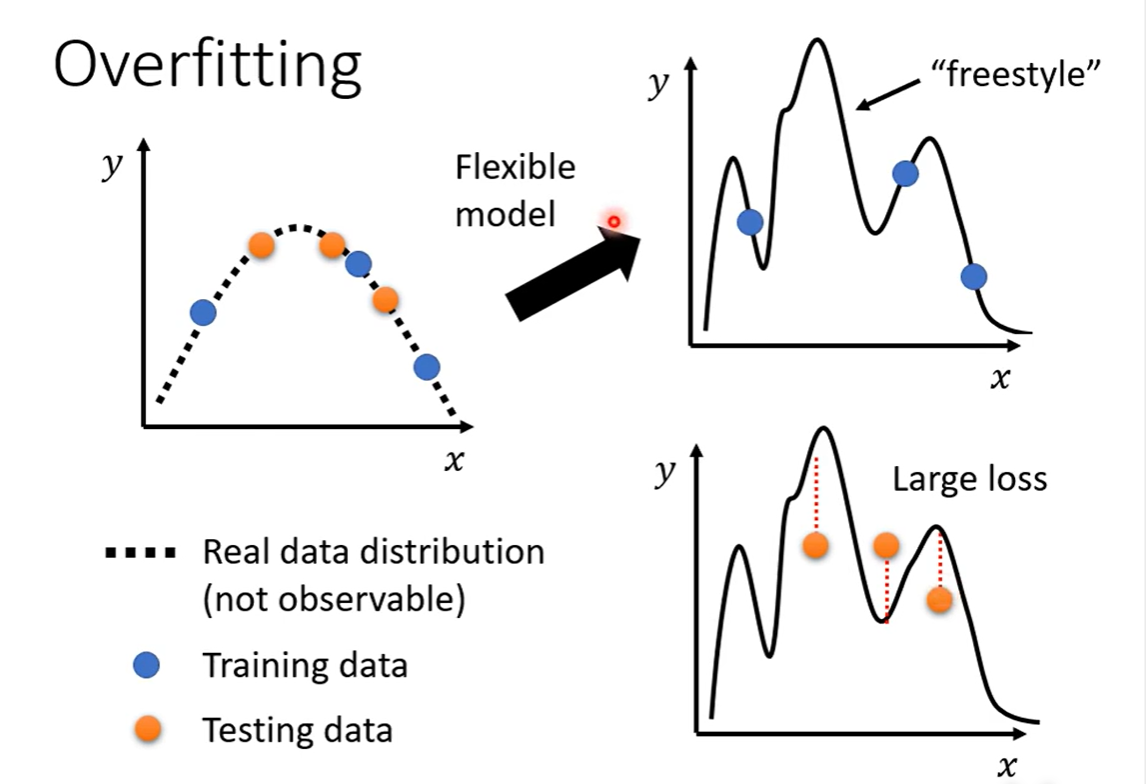 Overfitting
y
x
Flexible
model
y
“freestyle”
x
y
Large loss
x
Real data distribution
(not observable)
Training data
Testing data